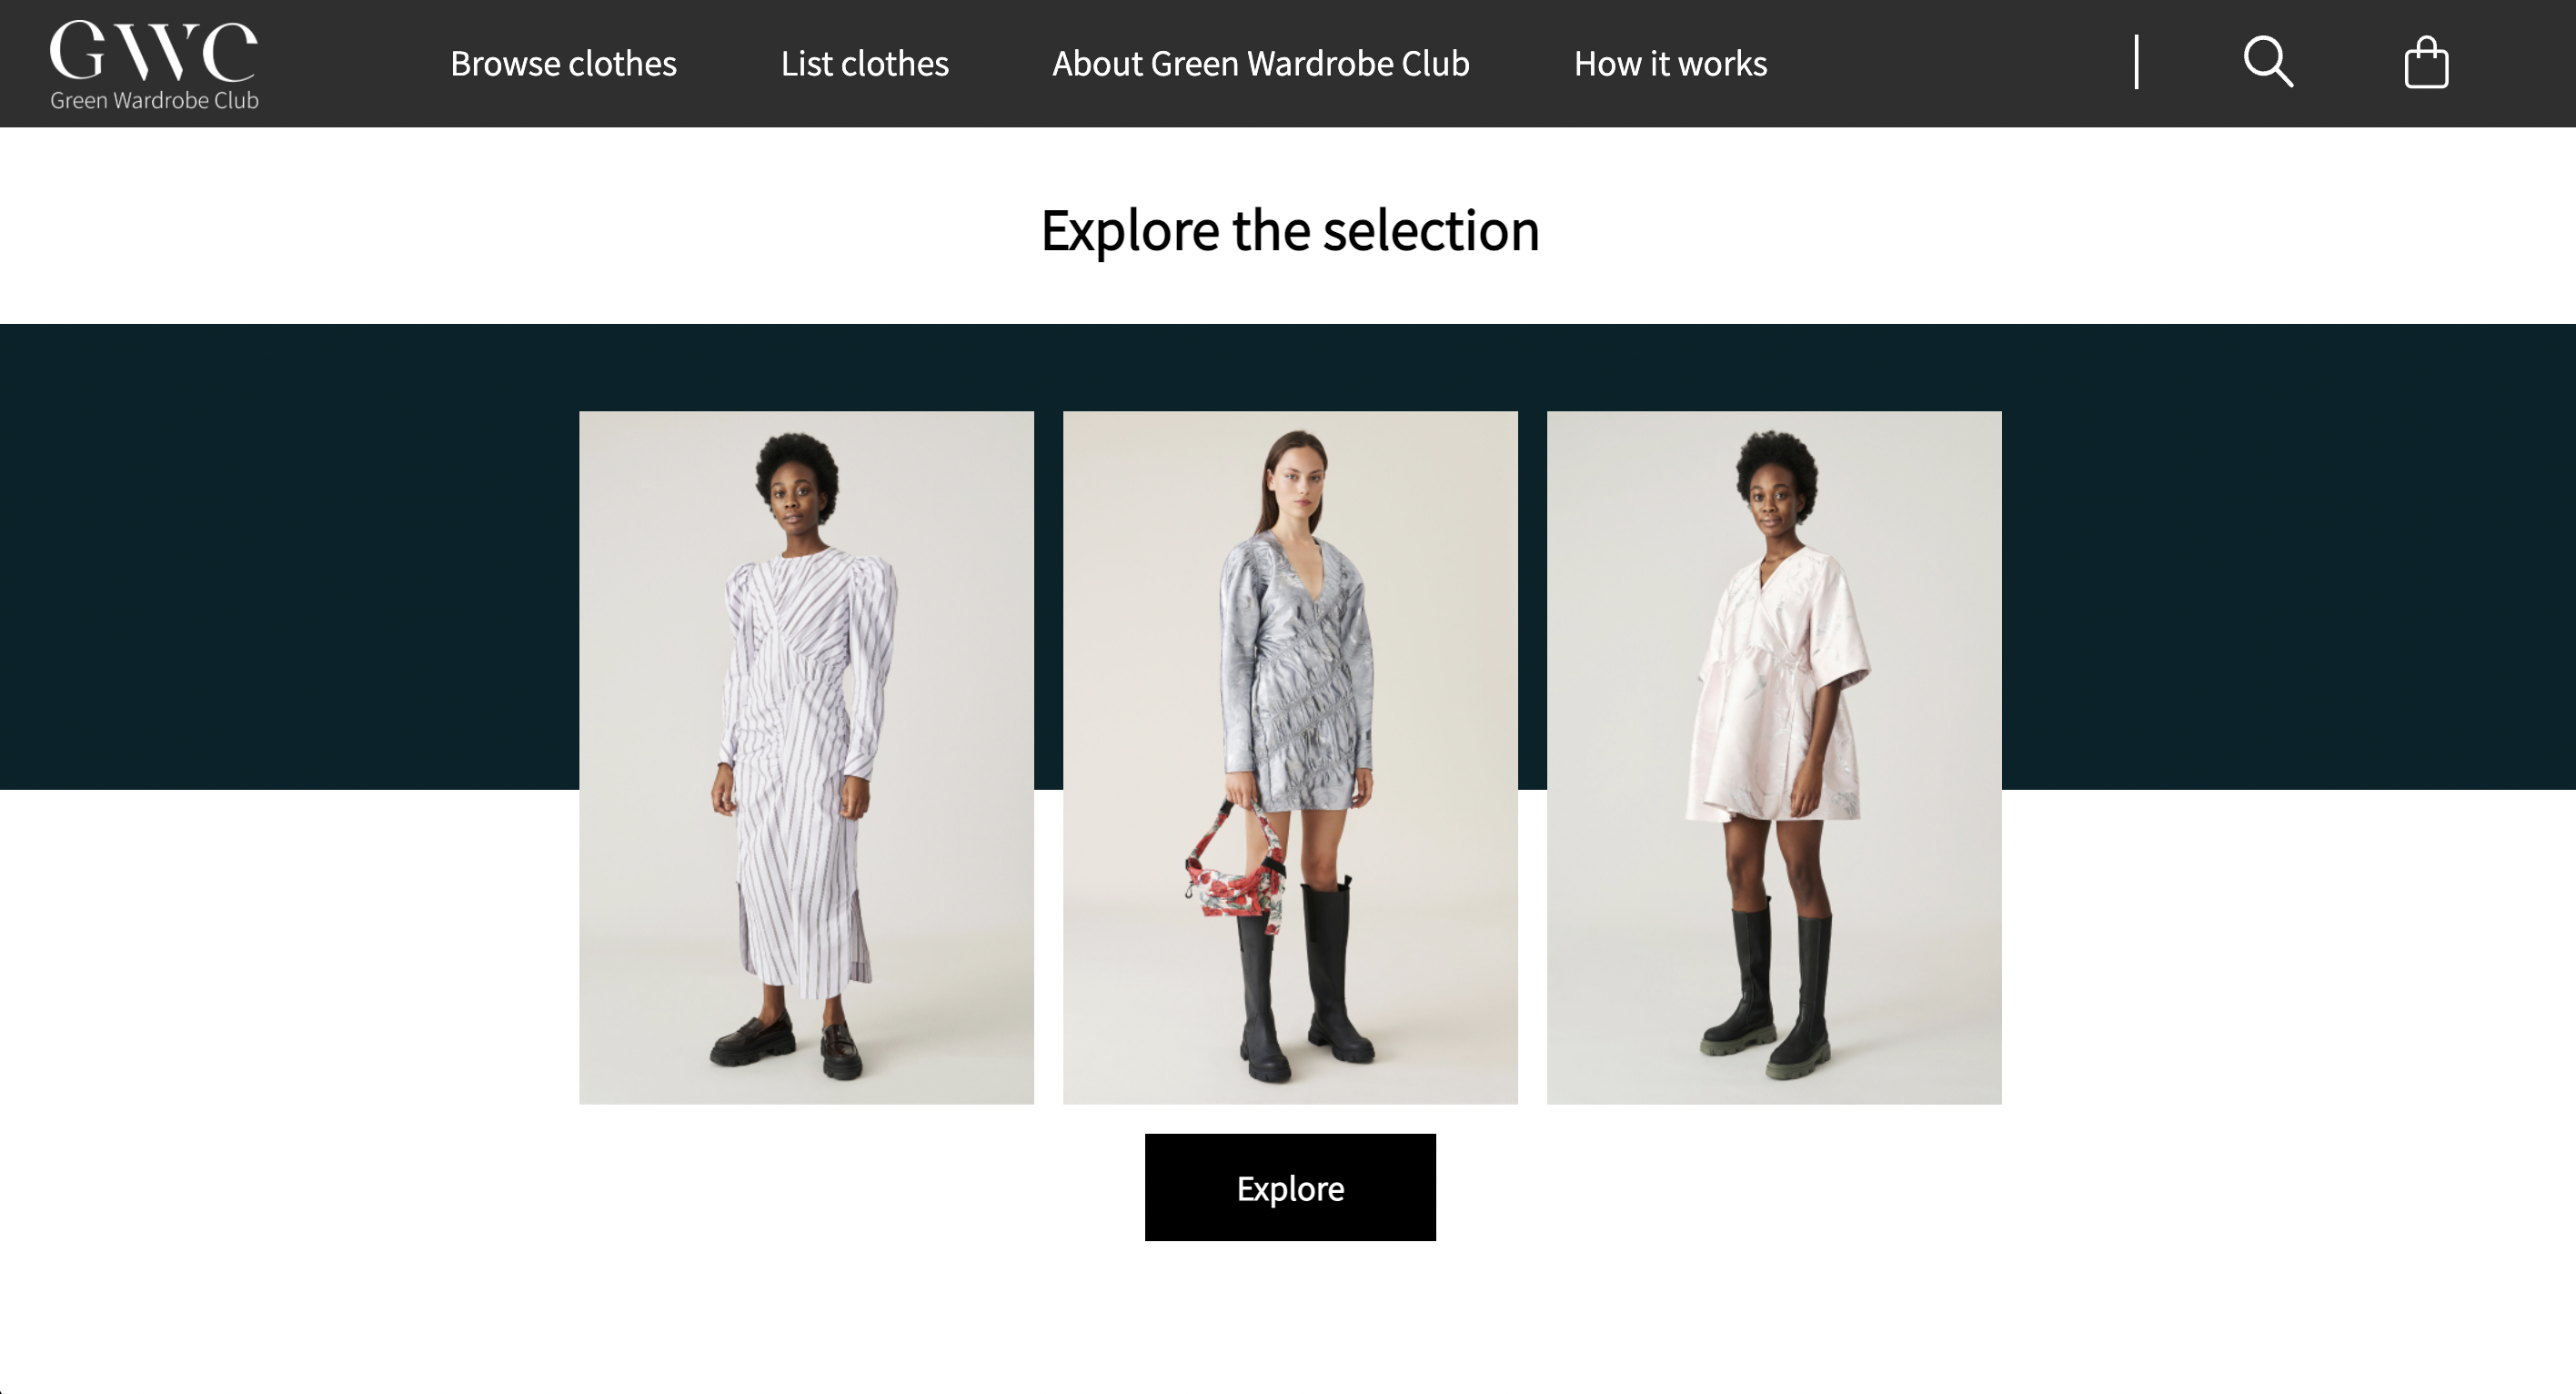 GWC
Green Wardrobe Club
Browse clothes
List clothes
About Green Wardrobe Club
How it works
Explore the selection
Explore